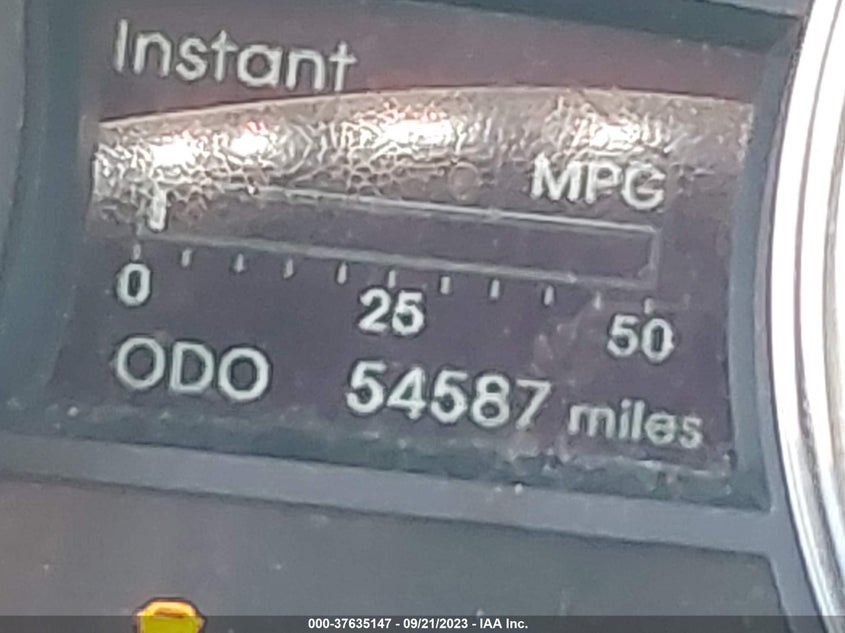 Instant
MPG
0 25 50
ODO 54587 miles
000-37635147 - 09/21/2023 - IAA Inc.